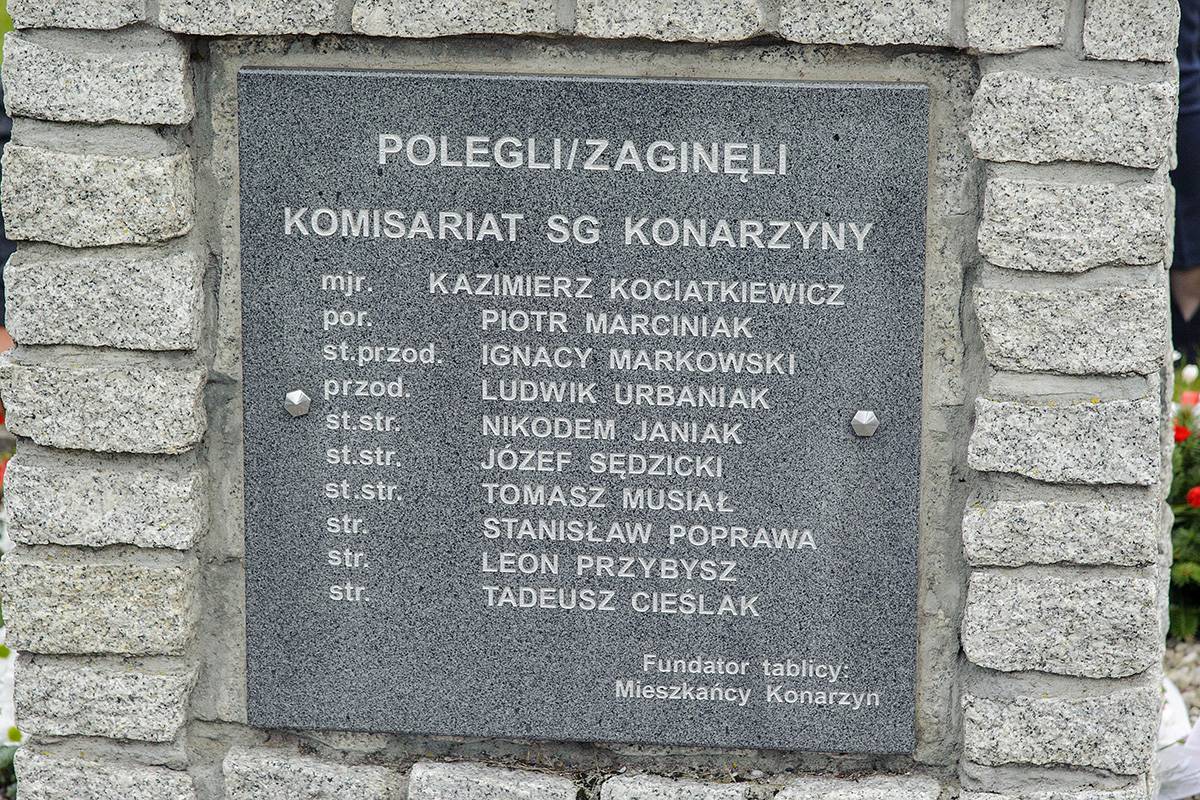 POLEGLI/ZAGINĘLI
KOMISARIAT SG KONARZYNY
mjr. KAZIMIERZ KOCIATKIEWICZ
por. PIOTR MARCINIAK
st.przod. IGNACY MARKOWSKI
przod. LUDWIK URBANIAK
st.str. NIKODEM JANIAK
st.str. JÓZEF SĘDZICKI
st.str. TOMASZ MUSIAŁ
str. STANISŁAW POPRAWA
str. LEON PRZYBYSZ
str. TADEUSZ CIEŚLAK
Fundator tablicy:
Mieszkańcy Konarzyn